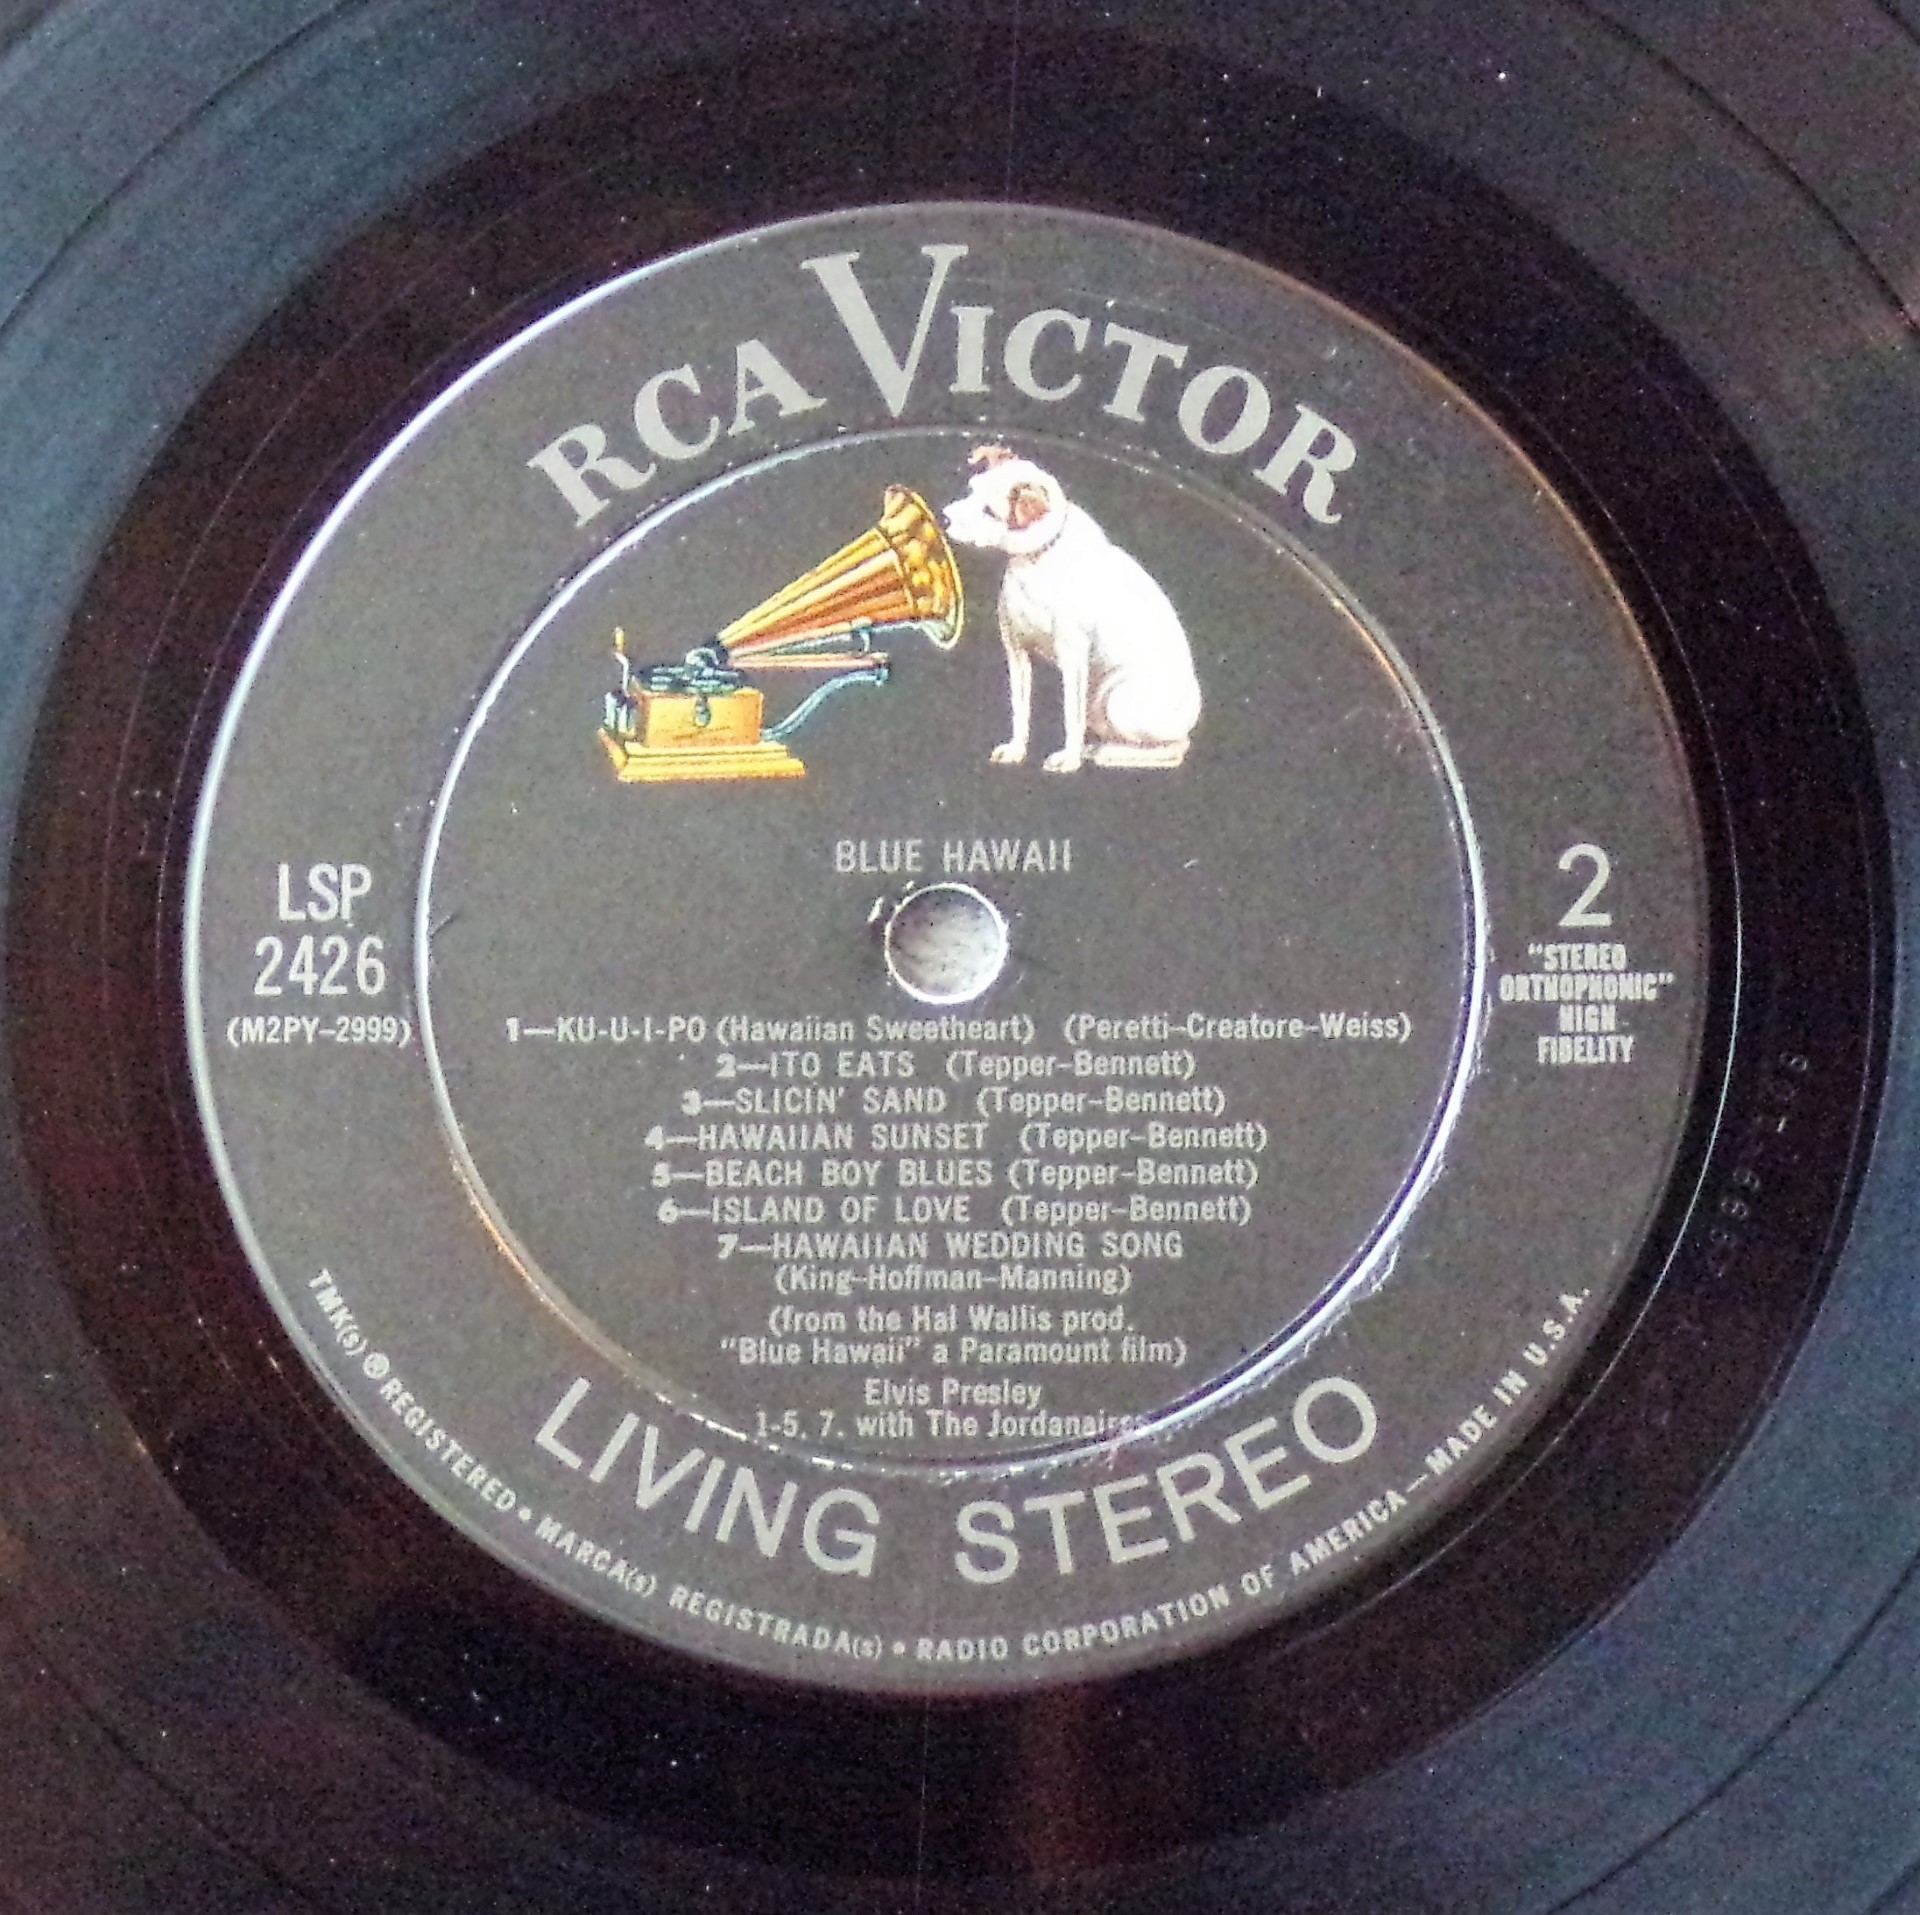 RCA VICTOR
BLUE HAWAII
LSP
2426
(M2PY-2999)
2
"STEREO
ORTHOPHONIC"
HIGH
FIDELITY
1—KU-U-I-PO (Hawaiian Sweetheart) (Peretti-Creatore-Weiss)
2—ITO EATS (Tepper-Bennett)
3—SLICIN' SAND (Tepper-Bennett)
4—HAWAIIAN SUNSET (Tepper-Bennett)
5—BEACH BOY BLUES (Tepper-Bennett)
6—ISLAND OF LOVE (Tepper-Bennett)
7—HAWAIIAN WEDDING SONG
(King-Hoffman-Manning)
(from the Hal Wallis prod.
"Blue Hawaii" a Paramount film)
Elvis Presley
1-5, 7. with The Jordanaires
LIVING STEREO
TMK(s) ® REGISTERED • MARCA(s) REGISTRADA(s) • RADIO CORPORATION OF AMERICA—MADE IN U.S.A.